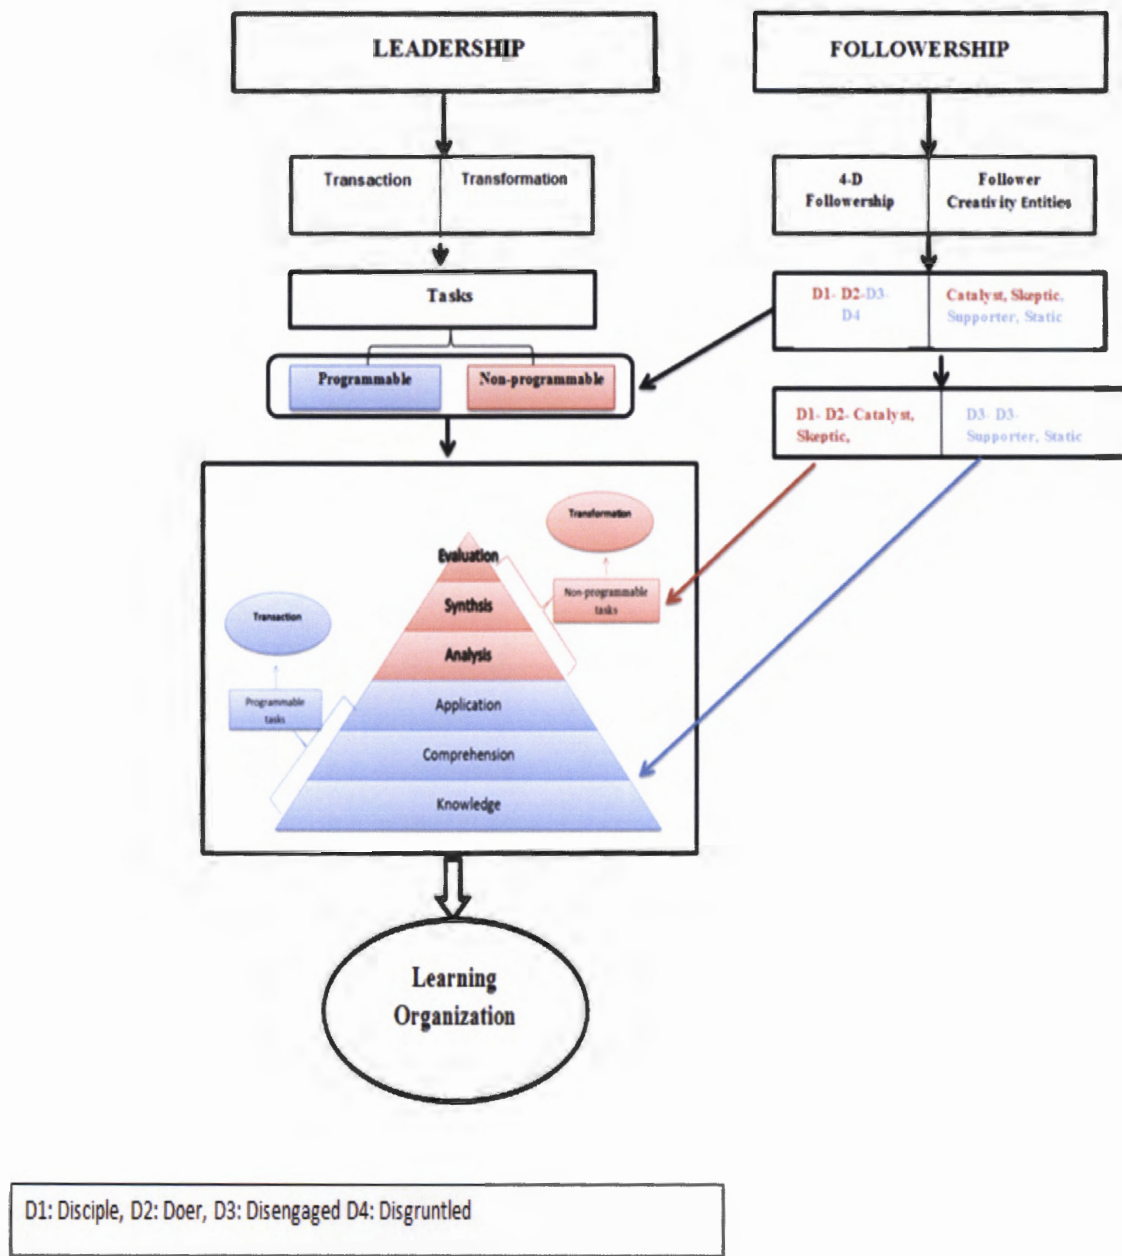 LEADERSHIP
FOLLOWERSHIP
Transaction
Transformation
4-D
Followership
Follower
Creativity Entities
Tasks
D1- D2-D3-
D4
Catalyst, Skeptic,
Supporter, Static
Programmable
Non-programmable
D1- D2- Catalyst,
Skeptic,
D3- D3-
Supporter, Static
Transformation
Evaluation
Non-programmable
tasks
Synthsis
Transaction
Analysis
Programmable
tasks
Application
Comprehension
Knowledge
Learning
Organization
D1: Disciple, D2: Doer, D3: Disengaged D4: Disgruntled